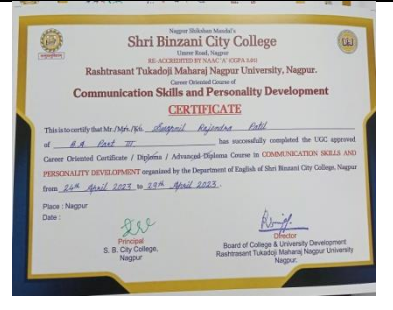 Nagpur Shikshan Mandal's
Shri Binzani City College
Umrer Road, Nagpur
RE-ACCREDITED BY NAAC 'A' (CGPA 3.03)
Rashtrasant Tukadoji Maharaj Nagpur University, Nagpur.
Career Oriented Course of
Communication Skills and Personality Development
CERTIFICATE
This is to certify that Mr./Mrs./Ku. Swapnil Rajendra Patil
of B.A. Part III has successfully completed the UGC approved
Career Oriented Certificate / Diploma / Advanced Diploma Course in COMMUNICATION SKILLS AND
PERSONALITY DEVELOPMENT organized by the Department of English of Shri Binzani City College, Nagpur
from 24th April 2023 to 29th April 2023.
Place : Nagpur
Date :
Principal
S. B. City College,
Nagpur
Director
Board of College & University Development
Rashtrasant Tukadoji Maharaj Nagpur University
Nagpur.